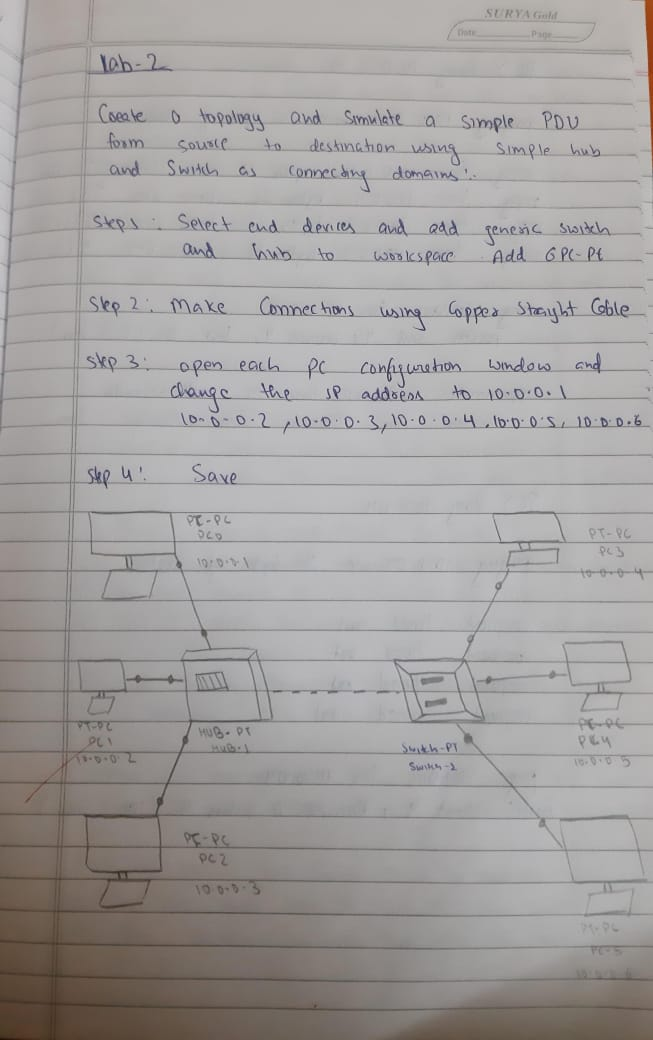 SURYA Gold
Date Page
lab-2
Create a topology and simulate a simple PDU
form source to destination using simple hub
and Switch as connecting domains:.
Step1: Select end devices and add generic switch
and hub to workspace Add 6PC-Pt
Step 2: Make Connections using Copper Straight Cable
Step 3: open each PC configuration window and
change the IP address to 10.0.0.1
10.0.0.2, 10.0.0.3, 10.0.0.4, 10.0.0.5, 10.0.0.6
Step 4: Save
PT-PC
PC0
10.0.0.1
PT-PC
PC3
10.0.0.4
PT-PC
PC1
10.0.0.2
HUB-PT
HUB-1
Switch-PT
Switch-2
PT-PC
PC4
10.0.0.5
PT-PC
PC2
10.0.0.3
PT-PC
PC-5
10.0.0.6